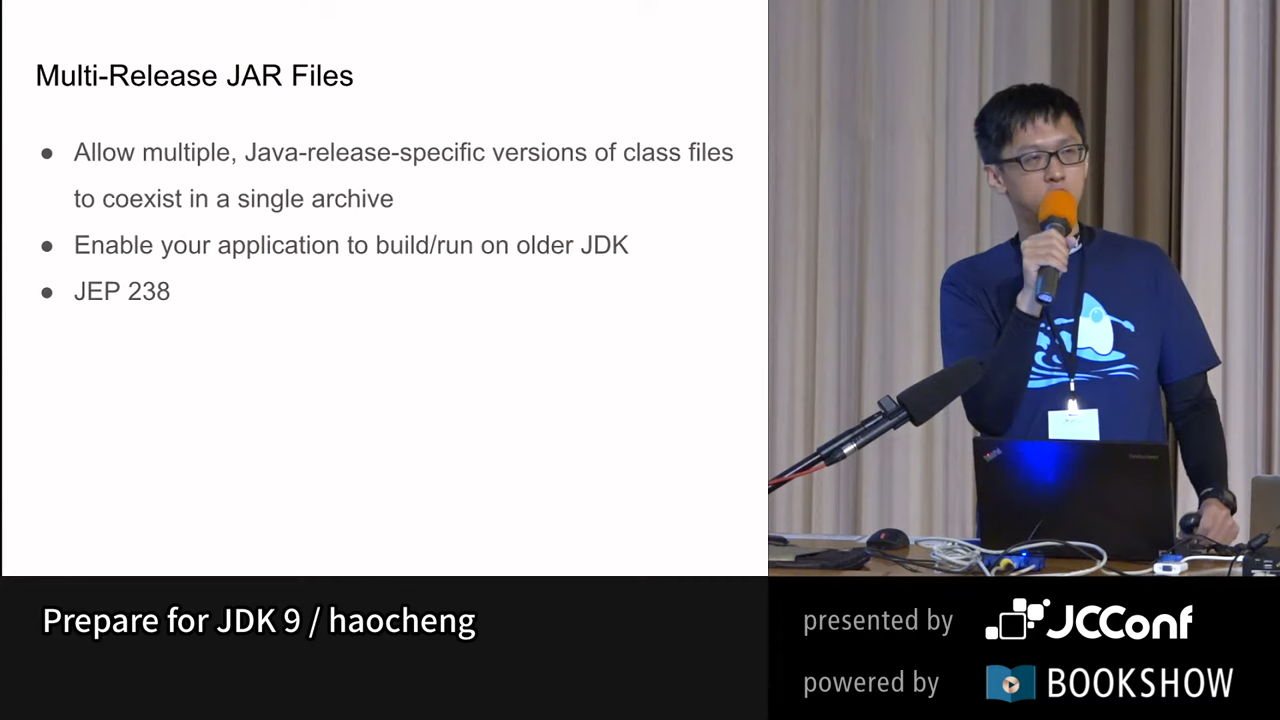 Multi-Release JAR Files
● Allow multiple, Java-release-specific versions of class files
to coexist in a single archive
● Enable your application to build/run on older JDK
● JEP 238
Prepare for JDK 9 / haocheng
presented by JCConf
powered by BOOKSHOW